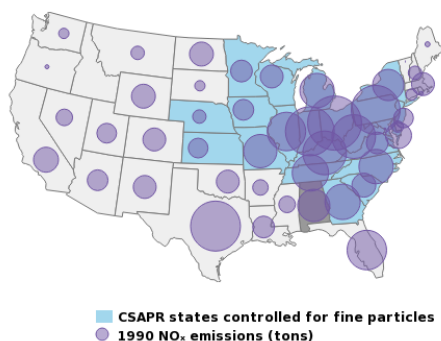 CSAPR states controlled for fine particles
1990 NOₓ emissions (tons)